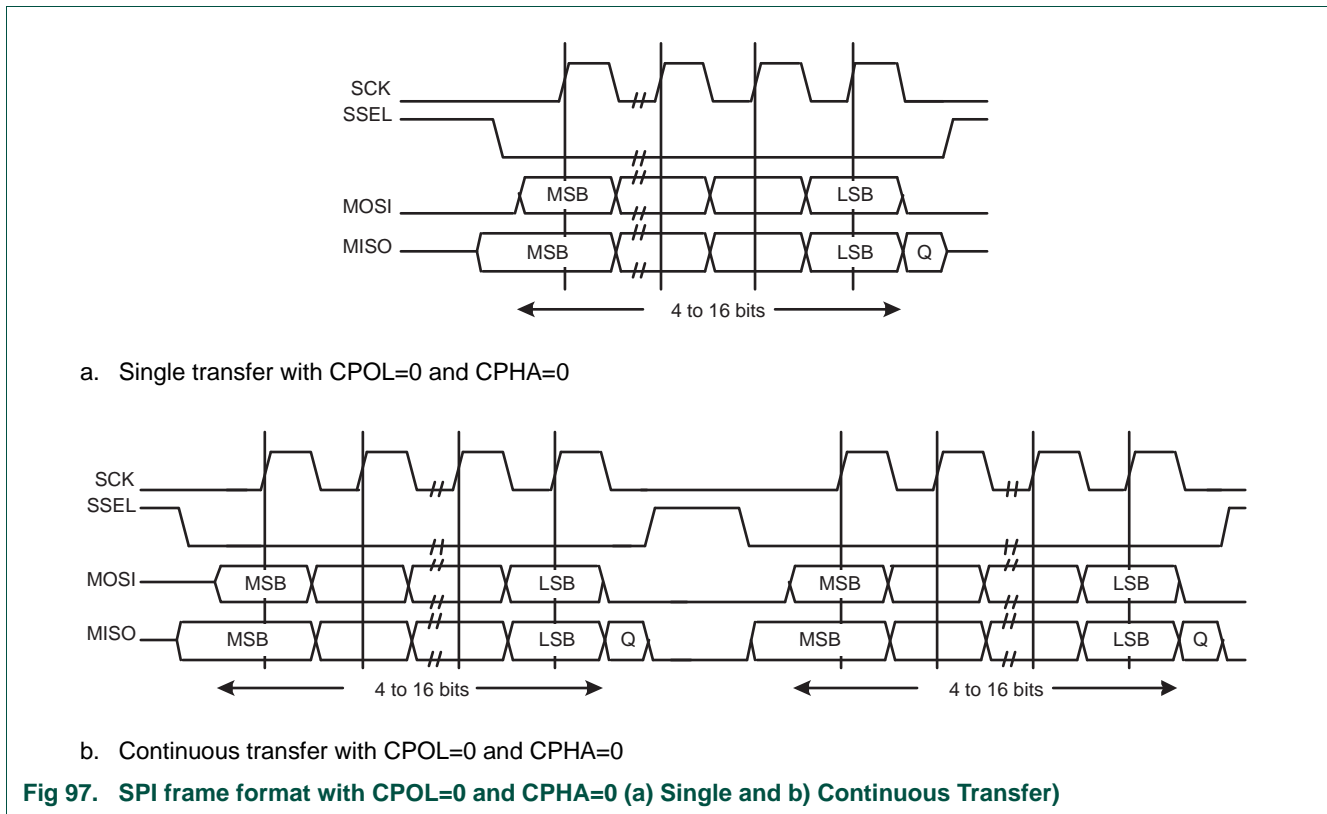 SCK
SSEL
MSB LSB
MOSI
MISO MSB LSB Q
4 to 16 bits
a. Single transfer with CPOL=0 and CPHA=0
SCK
SSEL
MOSI MSB LSB MSB LSB
MISO MSB LSB Q MSB LSB Q
4 to 16 bits 4 to 16 bits
b. Continuous transfer with CPOL=0 and CPHA=0
Fig 97. SPI frame format with CPOL=0 and CPHA=0 (a) Single and b) Continuous Transfer)